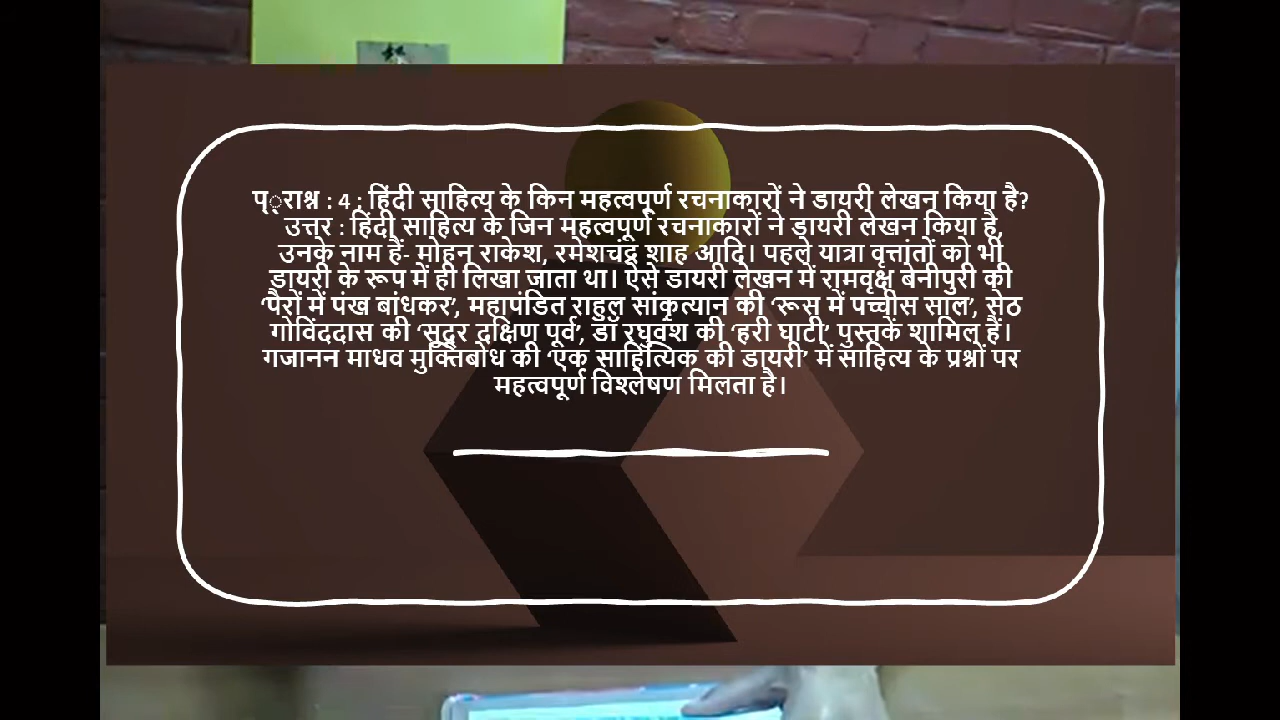 प््राश्न : 4 : हिंदी साहित्य के किन महत्वपूर्ण रचनाकारों ने डायरी लेखन किया है?
उत्तर : हिंदी साहित्य के जिन महत्वपूर्ण रचनाकारों ने डायरी लेखन किया है,
उनके नाम हैं- मोहन राकेश, रमेशचंद्र शाह आदि। पहले यात्रा वृत्तांतों को भी
डायरी के रूप में ही लिखा जाता था। ऐसे डायरी लेखन में रामवृक्ष बेनीपुरी की
‘पैरों में पंख बांधकर’, महापंडित राहुल सांकृत्यान की ‘रूस में पच्चीस साल’, सेठ
गोविंददास की ‘सुदूर दक्षिण पूर्व’, डॉ रघुवंश की ‘हरी घाटी’ पुस्तकें शामिल हैं।
गजानन माधव मुक्तिबोध की ‘एक साहित्यिक की डायरी’ में साहित्य के प्रश्नों पर
महत्वपूर्ण विश्लेषण मिलता है।